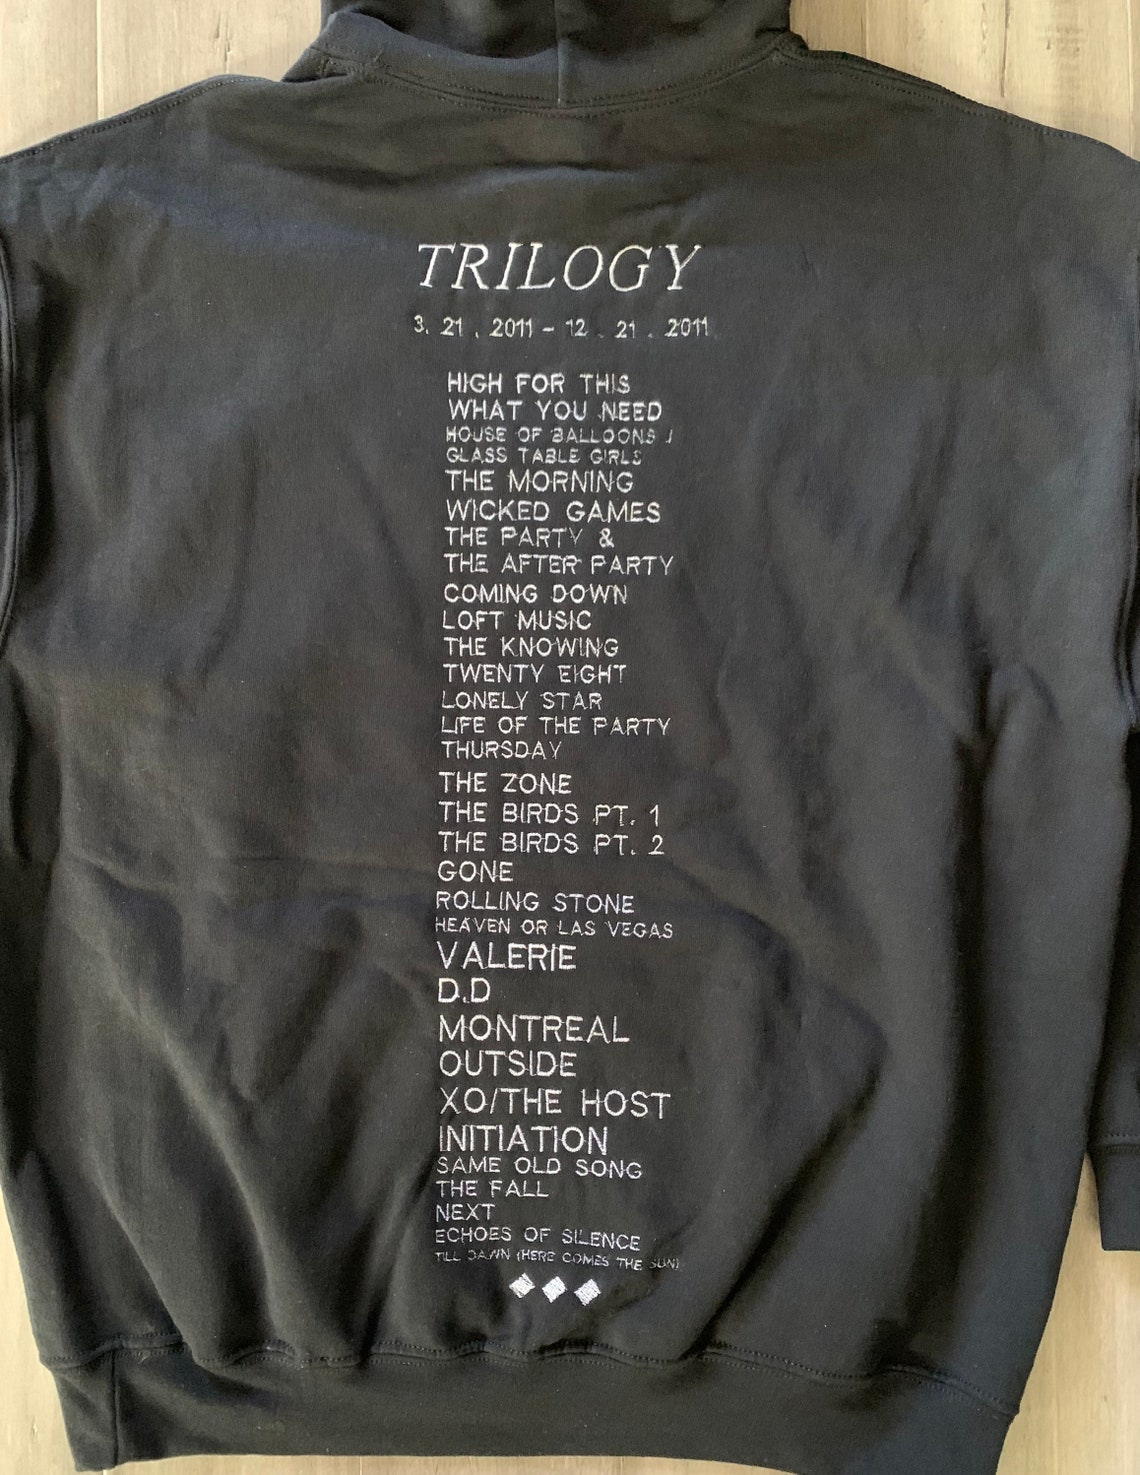 TRILOGY
3. 21 . 2011 - 12 . 21 . 2011
HIGH FOR THIS
WHAT YOU NEED
HOUSE OF BALLOONS /
GLASS TABLE GIRLS
THE MORNING
WICKED GAMES
THE PARTY &
THE AFTER PARTY
COMING DOWN
LOFT MUSIC
THE KNOWING
TWENTY EIGHT
LONELY STAR
LIFE OF THE PARTY
THURSDAY
THE ZONE
THE BIRDS PT. 1
THE BIRDS PT. 2
GONE
ROLLING STONE
HEAVEN OR LAS VEGAS
VALERIE
D.D
MONTREAL
OUTSIDE
XO/THE HOST
INITIATION
SAME OLD SONG
THE FALL
NEXT
ECHOES OF SILENCE
TILL DAWN (HERE COMES THE SUN)